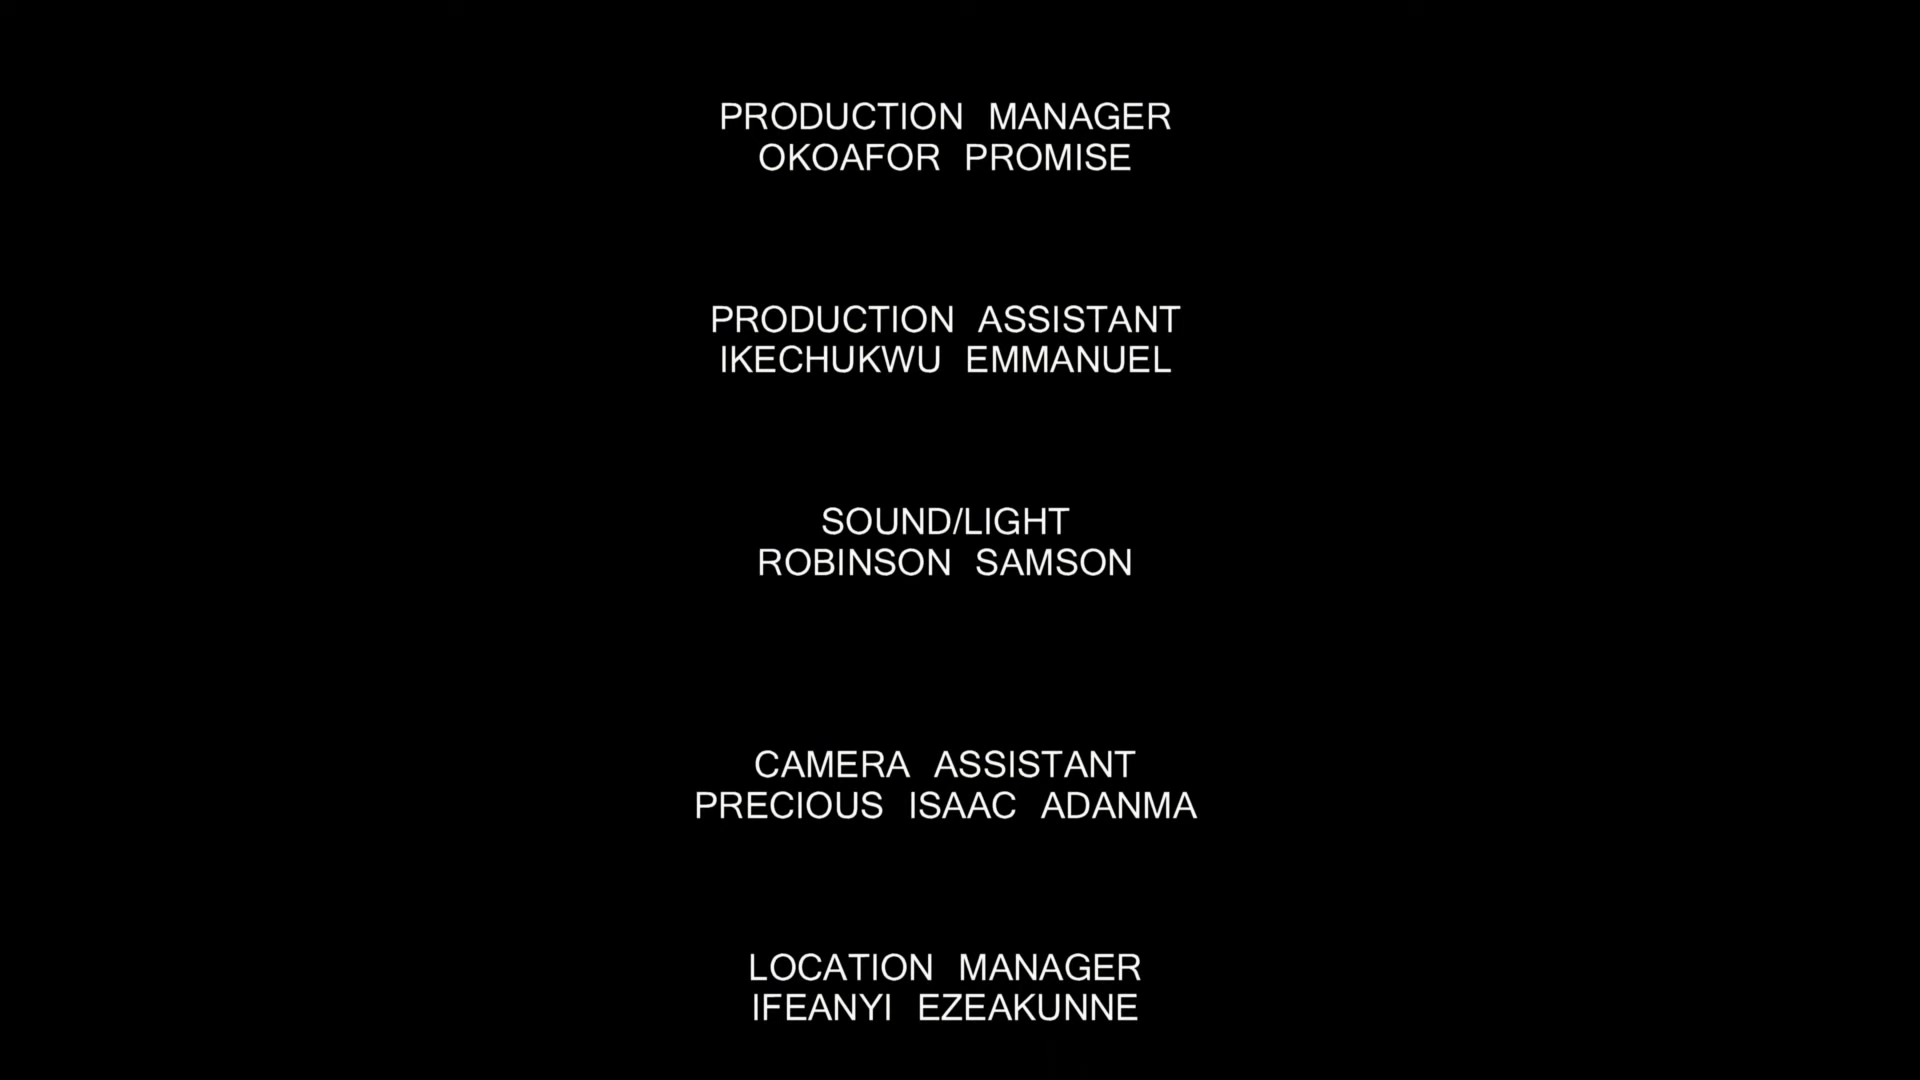 PRODUCTION MANAGER
OKOAFOR PROMISE
PRODUCTION ASSISTANT
IKECHUKWU EMMANUEL
SOUND/LIGHT
ROBINSON SAMSON
CAMERA ASSISTANT
PRECIOUS ISAAC ADANMA
LOCATION MANAGER
IFEANYI EZEAKUNNE